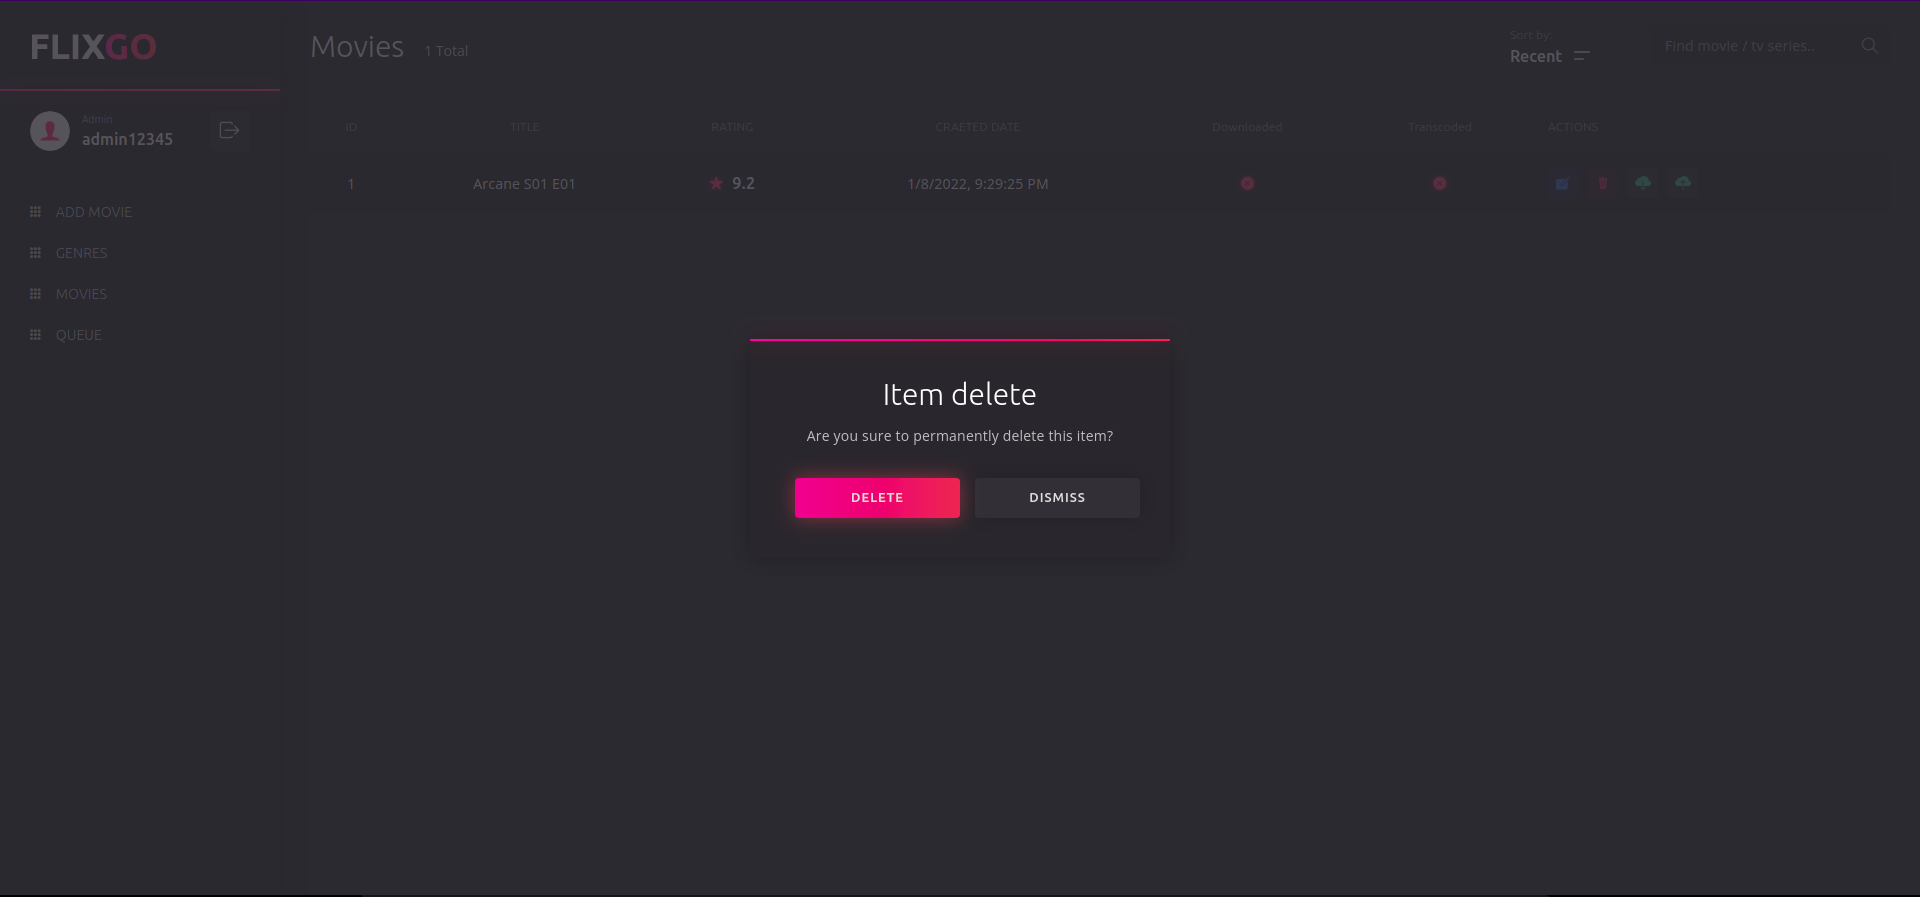 FLIXGO
Admin
admin12345
ADD MOVIE
GENRES
MOVIES
QUEUE
Movies 1 Total
Sort by:
Recent
Find movie / tv series..
ID TITLE RATING CRAETED DATE Downloaded Transcoded ACTIONS
1 Arcane S01 E01 9.2 1/8/2022, 9:29:25 PM
Item delete
Are you sure to permanently delete this item?
DELETE DISMISS